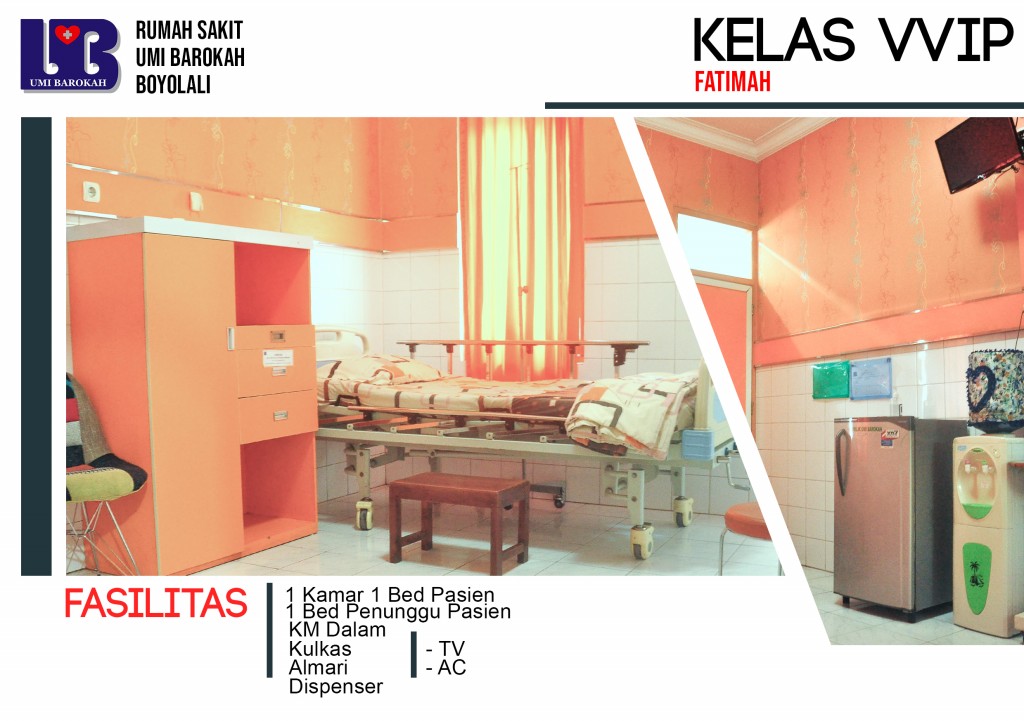 UMI BAROKAH
RUMAH SAKIT
UMI BAROKAH
BOYOLALI
KELAS VVIP
FATIMAH
2
FASILITAS
1 Kamar 1 Bed Pasien
1 Bed Penunggu Pasien
KM Dalam
Kulkas
Almari
Dispenser
- TV
- AC